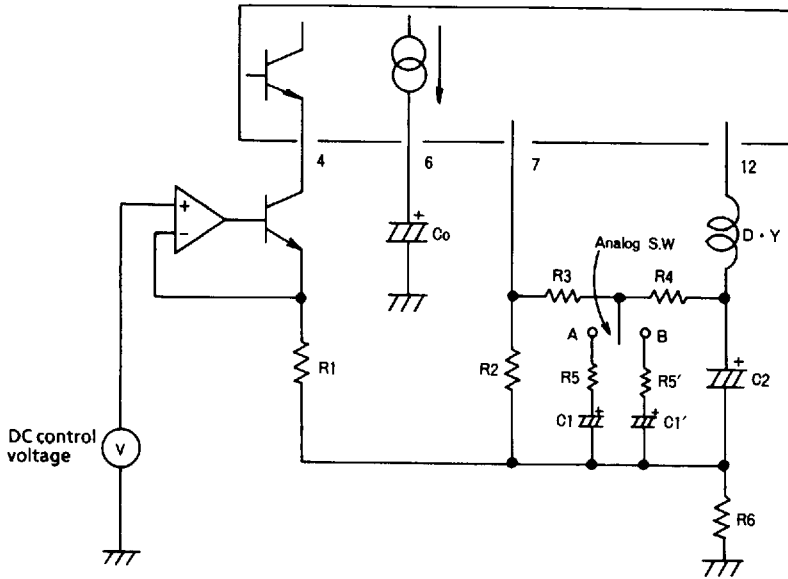 4
6
7
12
+
-
+
Co
D · Y
Analog S.W
R3
R4
A
B
R1
R2
R5
R5′
+
C2
C1
+
+
C1′
DC control
voltage
V
R6